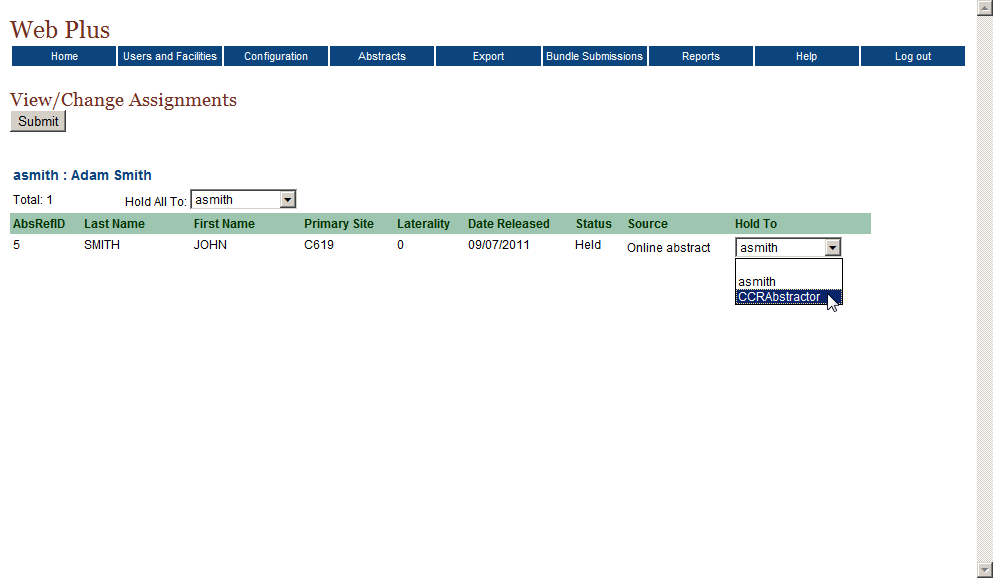 Web Plus
Home Users and Facilities Configuration Abstracts Export Bundle Submissions Reports Help Log out
View/Change Assignments
Submit
asmith : Adam Smith
Total: 1 Hold All To: asmith
AbsRefID Last Name First Name Primary Site Laterality Date Released Status Source Hold To
5 SMITH JOHN C619 0 09/07/2011 Held Online abstract asmith
asmith
CCRAbstractor